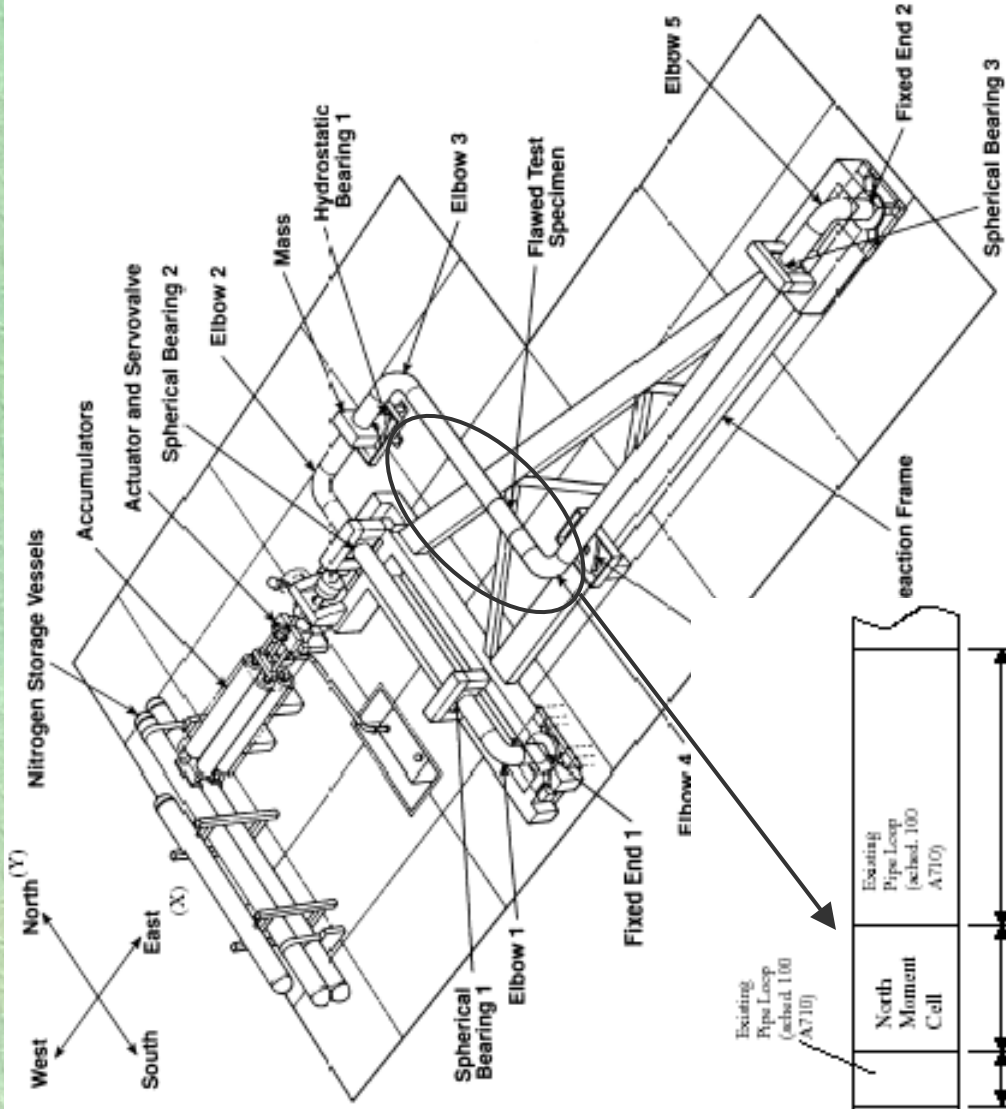 North (Y)
West
East
(X)
South
Nitrogen Storage Vessels
Accumulators
Actuator and Servovalve
Spherical Bearing 2
Elbow 2
Mass
Hydrostatic
Bearing 1
Elbow 3
Flawed Test
Specimen
Elbow 5
Fixed End 2
Spherical Bearing 3
eaction Frame
Elbow 4
Fixed End 1
Elbow 1
Spherical
Bearing 1
Existing
Pipe Loop
(sched. 100
A710)
North
Moment
Cell
Existing
Pipe Loop
(sched. 100
A710)